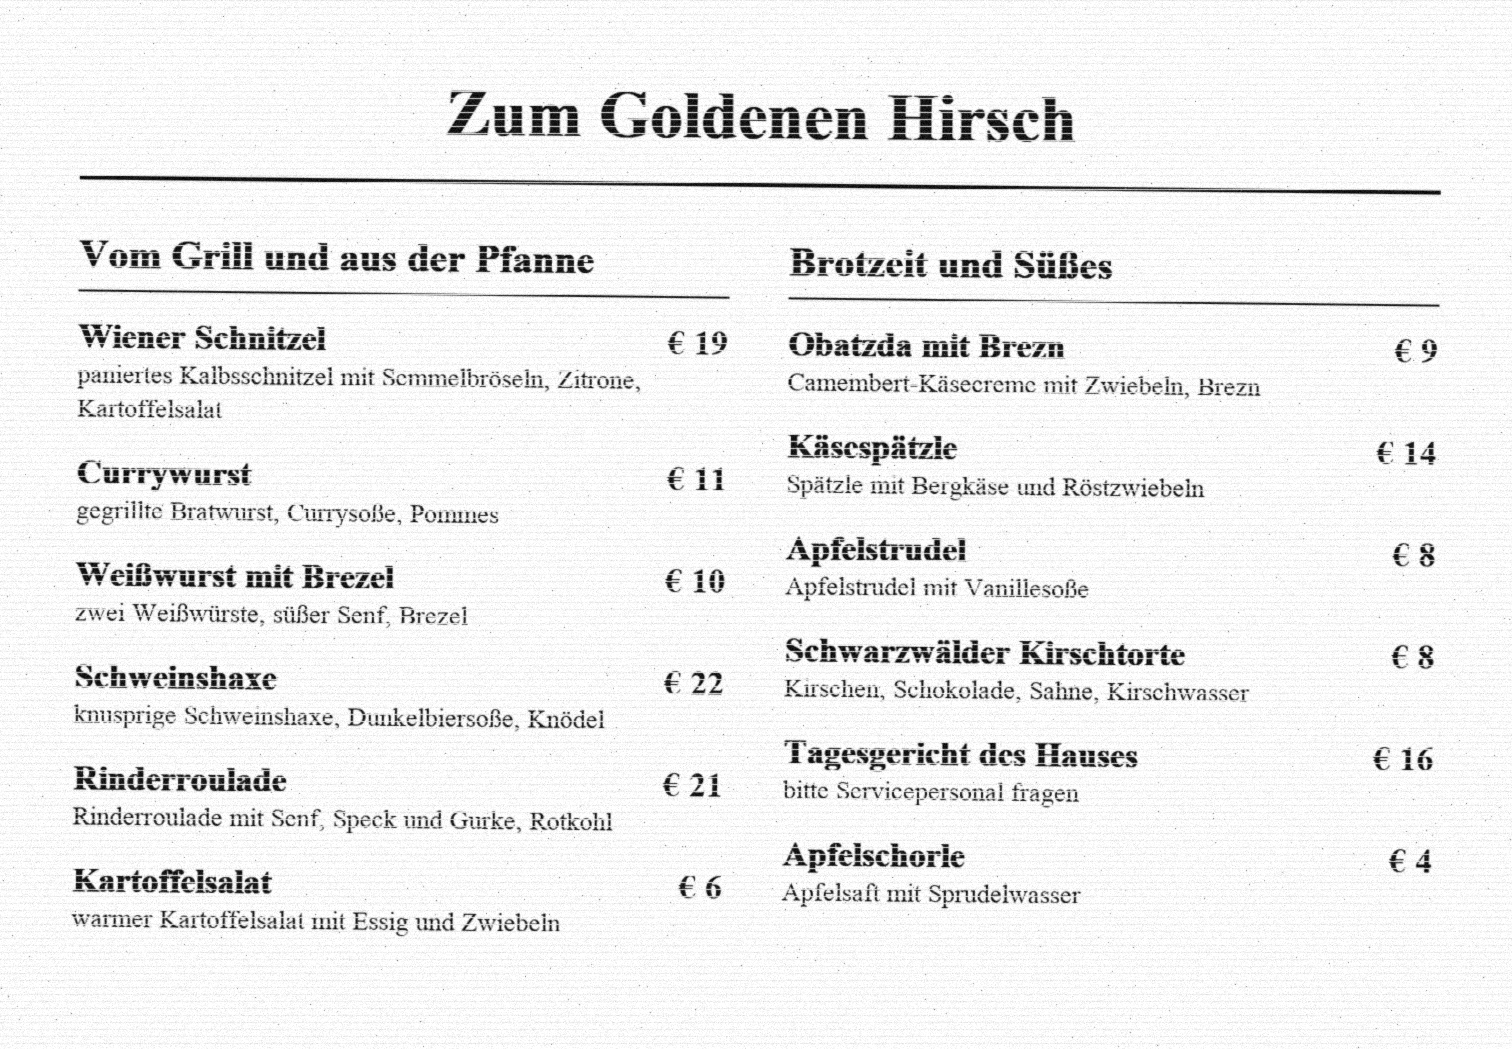 Zum Goldenen Hirsch
Vom Grill und aus der Pfanne
Wiener Schnitzel € 19
paniertes Kalbsschnitzel mit Semmelbröseln, Zitrone,
Kartoffelsalat
Currywurst € 11
gegrillte Bratwurst, Currysoße, Pommes
Weißwurst mit Brezel € 10
zwei Weißwürste, süßer Senf, Brezel
Schweinshaxe € 22
knusprige Schweinshaxe, Dunkelbiersoße, Knödel
Rinderroulade € 21
Rinderroulade mit Senf, Speck und Gurke, Rotkohl
Kartoffelsalat € 6
warmer Kartoffelsalat mit Essig und Zwiebeln
Brotzeit und Süßes
Obatzda mit Brezn € 9
Camembert-Käsecreme mit Zwiebeln, Brezn
Käsespätzle € 14
Spätzle mit Bergkäse und Röstzwiebeln
Apfelstrudel € 8
Apfelstrudel mit Vanillesoße
Schwarzwälder Kirschtorte € 8
Kirschen, Schokolade, Sahne, Kirschwasser
Tagesgericht des Hauses € 16
bitte Servicepersonal fragen
Apfelschorle € 4
Apfelsaft mit Sprudelwasser